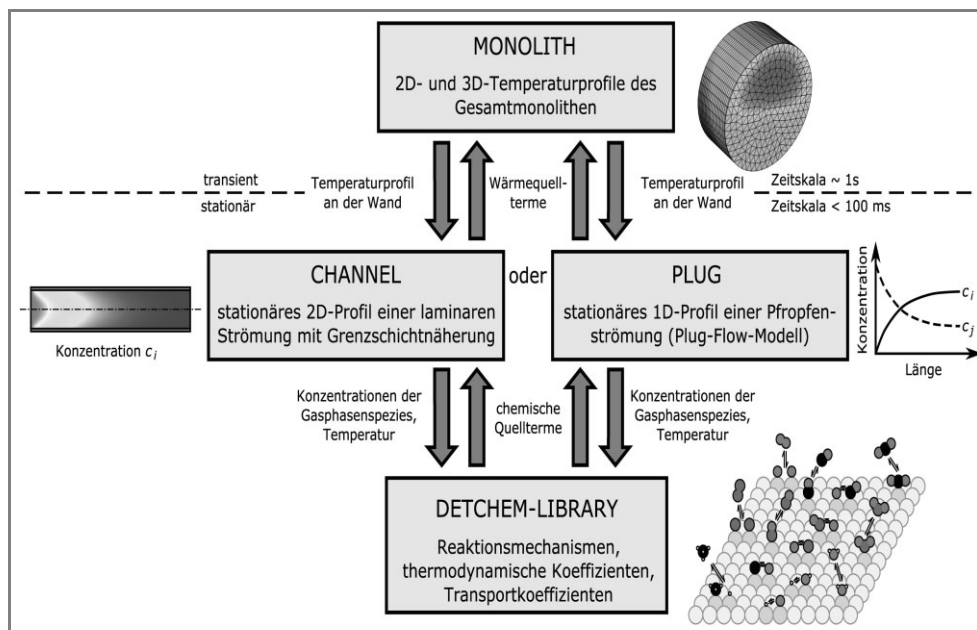 MONOLITH
2D- und 3D-Temperaturprofile des
Gesamtmonolithen
transient
stationär
Temperaturprofil
an der Wand
Wärmequell-
terme
Temperaturprofil
an der Wand
Zeitskala ~ 1s
Zeitskala < 100 ms
CHANNEL
stationäres 2D-Profil einer laminaren
Strömung mit Grenzschichtnäherung
oder
PLUG
stationäres 1D-Profil einer Pfropfen-
strömung (Plug-Flow-Modell)
Konzentration c i
Konzentration
c i
c j
Länge
Konzentrationen der
Gasphasenspezies,
Temperatur
chemische
Quellterme
Konzentrationen der
Gasphasenspezies,
Temperatur
DETCHEM-LIBRARY
Reaktionsmechanismen,
thermodynamische Koeffizienten,
Transportkoeffizienten